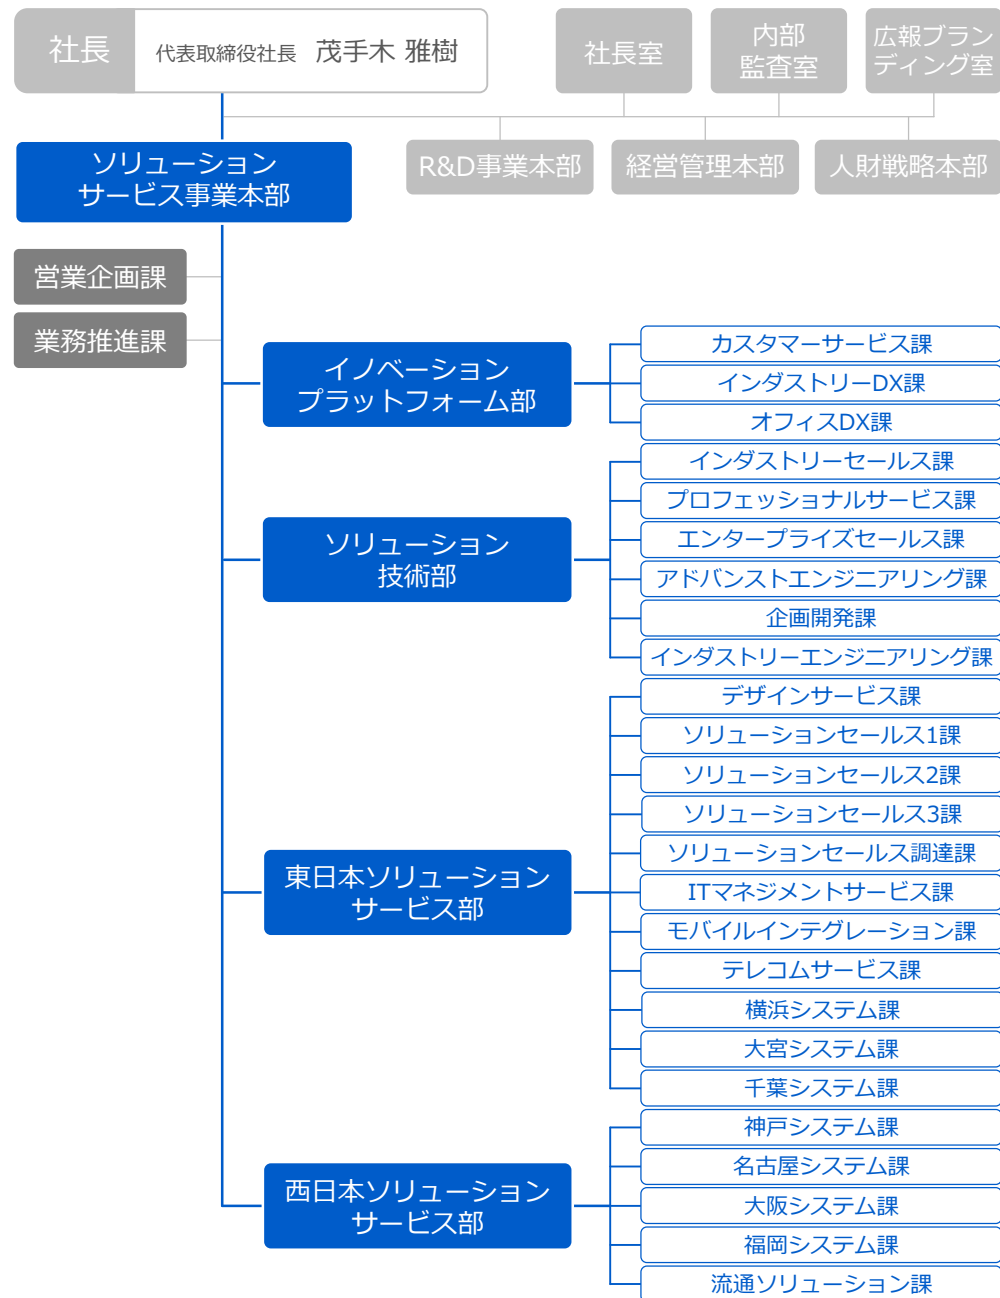 社長
代表取締役社長 茂手木 雅樹
社長室
内部
監査室
広報ブラン
ディング室
R&D事業本部
経営管理本部
人財戦略本部
ソリューション
サービス事業本部
営業企画課
業務推進課
イノベーション
プラットフォーム部
カスタマーサービス課
インダストリーDX課
オフィスDX課
ソリューション
技術部
インダストリーセールス課
プロフェッショナルサービス課
エンタープライズセールス課
アドバンストエンジニアリング課
企画開発課
インダストリーエンジニアリング課
東日本ソリューション
サービス部
デザインサービス課
ソリューションセールス1課
ソリューションセールス2課
ソリューションセールス3課
ソリューションセールス調達課
ITマネジメントサービス課
モバイルインテグレーション課
テレコムサービス課
横浜システム課
大宮システム課
千葉システム課
西日本ソリューション
サービス部
神戸システム課
名古屋システム課
大阪システム課
福岡システム課
流通ソリューション課